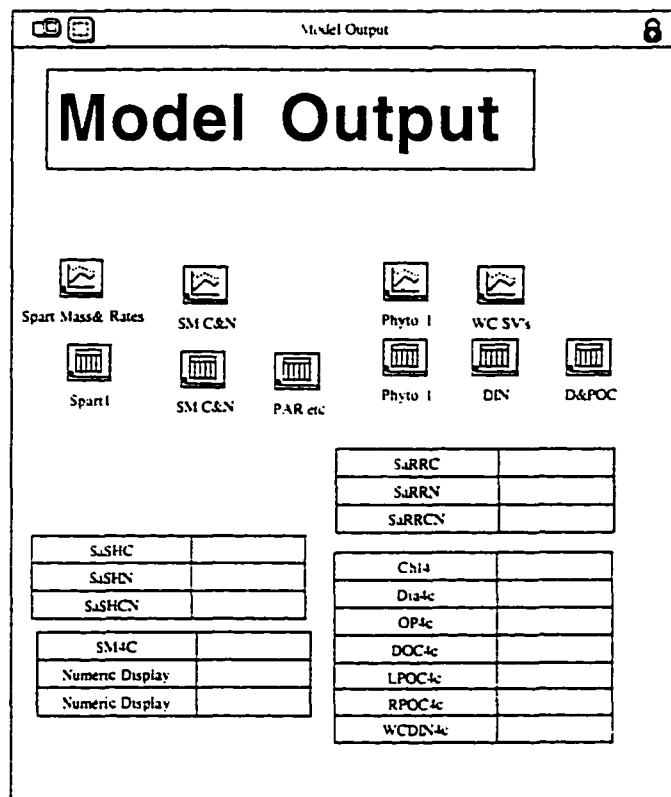 Model Output
Model Output
Spart Mass& Rates
SM C&N
Phyto 1
WC SV's
Spart1
SM C&N
PAR etc
Phyto 1
DIN
D&POC
SaRRC
SaRRN
SaRRCN
SaSHC
SaSHN
SaSHCN
SM4C
Numeric Display
Numeric Display
Chl4
Dia4c
OP4c
DOC4c
LPOC4c
RPOC4c
WCDIN4c